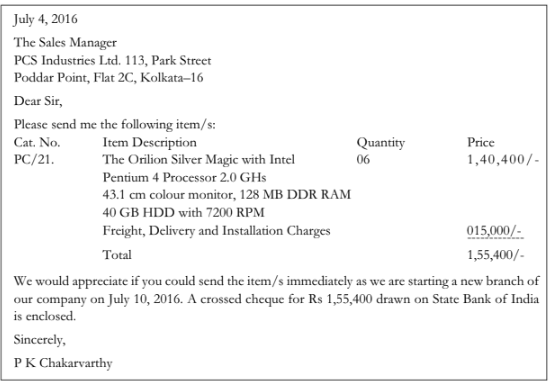 July 4, 2016
The Sales Manager
PCS Industries Ltd. 113, Park Street
Poddar Point, Flat 2C, Kolkata–16
Dear Sir,
Please send me the following item/s:
Cat. No. Item Description Quantity Price
PC/21. The Orilion Silver Magic with Intel 06 1,40,400/-
Pentium 4 Processor 2.0 GHs
43.1 cm colour monitor, 128 MB DDR RAM
40 GB HDD with 7200 RPM
Freight, Delivery and Installation Charges 015,000/-
Total 1,55,400/-
We would appreciate if you could send the item/s immediately as we are starting a new branch of
our company on July 10, 2016. A crossed cheque for Rs 1,55,400 drawn on State Bank of India
is enclosed.
Sincerely,
P K Chakarvarthy